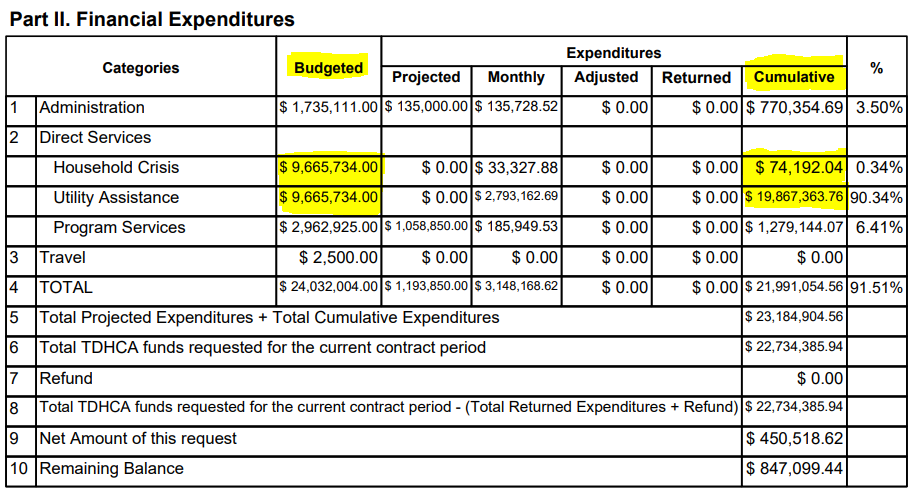 Part II. Financial Expenditures
Categories Budgeted Expenditures %
Projected Monthly Adjusted Returned Cumulative
1 Administration $ 1,735,111.00 $ 135,000.00 $ 135,728.52 $ 0.00 $ 0.00 $ 770,354.69 3.50%
2 Direct Services
Household Crisis $ 9,665,734.00 $ 0.00 $ 33,327.88 $ 0.00 $ 0.00 $ 74,192.04 0.34%
Utility Assistance $ 9,665,734.00 $ 0.00 $ 2,793,162.69 $ 0.00 $ 0.00 $ 19,867,363.76 90.34%
Program Services $ 2,962,925.00 $ 1,058,850.00 $ 185,949.53 $ 0.00 $ 0.00 $ 1,279,144.07 6.41%
3 Travel $ 2,500.00 $ 0.00 $ 0.00 $ 0.00 $ 0.00 $ 0.00
4 TOTAL $ 24,032,004.00 $ 1,193,850.00 $ 3,148,168.62 $ 0.00 $ 0.00 $ 21,991,054.56 91.51%
5 Total Projected Expenditures + Total Cumulative Expenditures $ 23,184,904.56
6 Total TDHCA funds requested for the current contract period $ 22,734,385.94
7 Refund $ 0.00
8 Total TDHCA funds requested for the current contract period - (Total Returned Expenditures + Refund) $ 22,734,385.94
9 Net Amount of this request $ 450,518.62
10 Remaining Balance $ 847,099.44